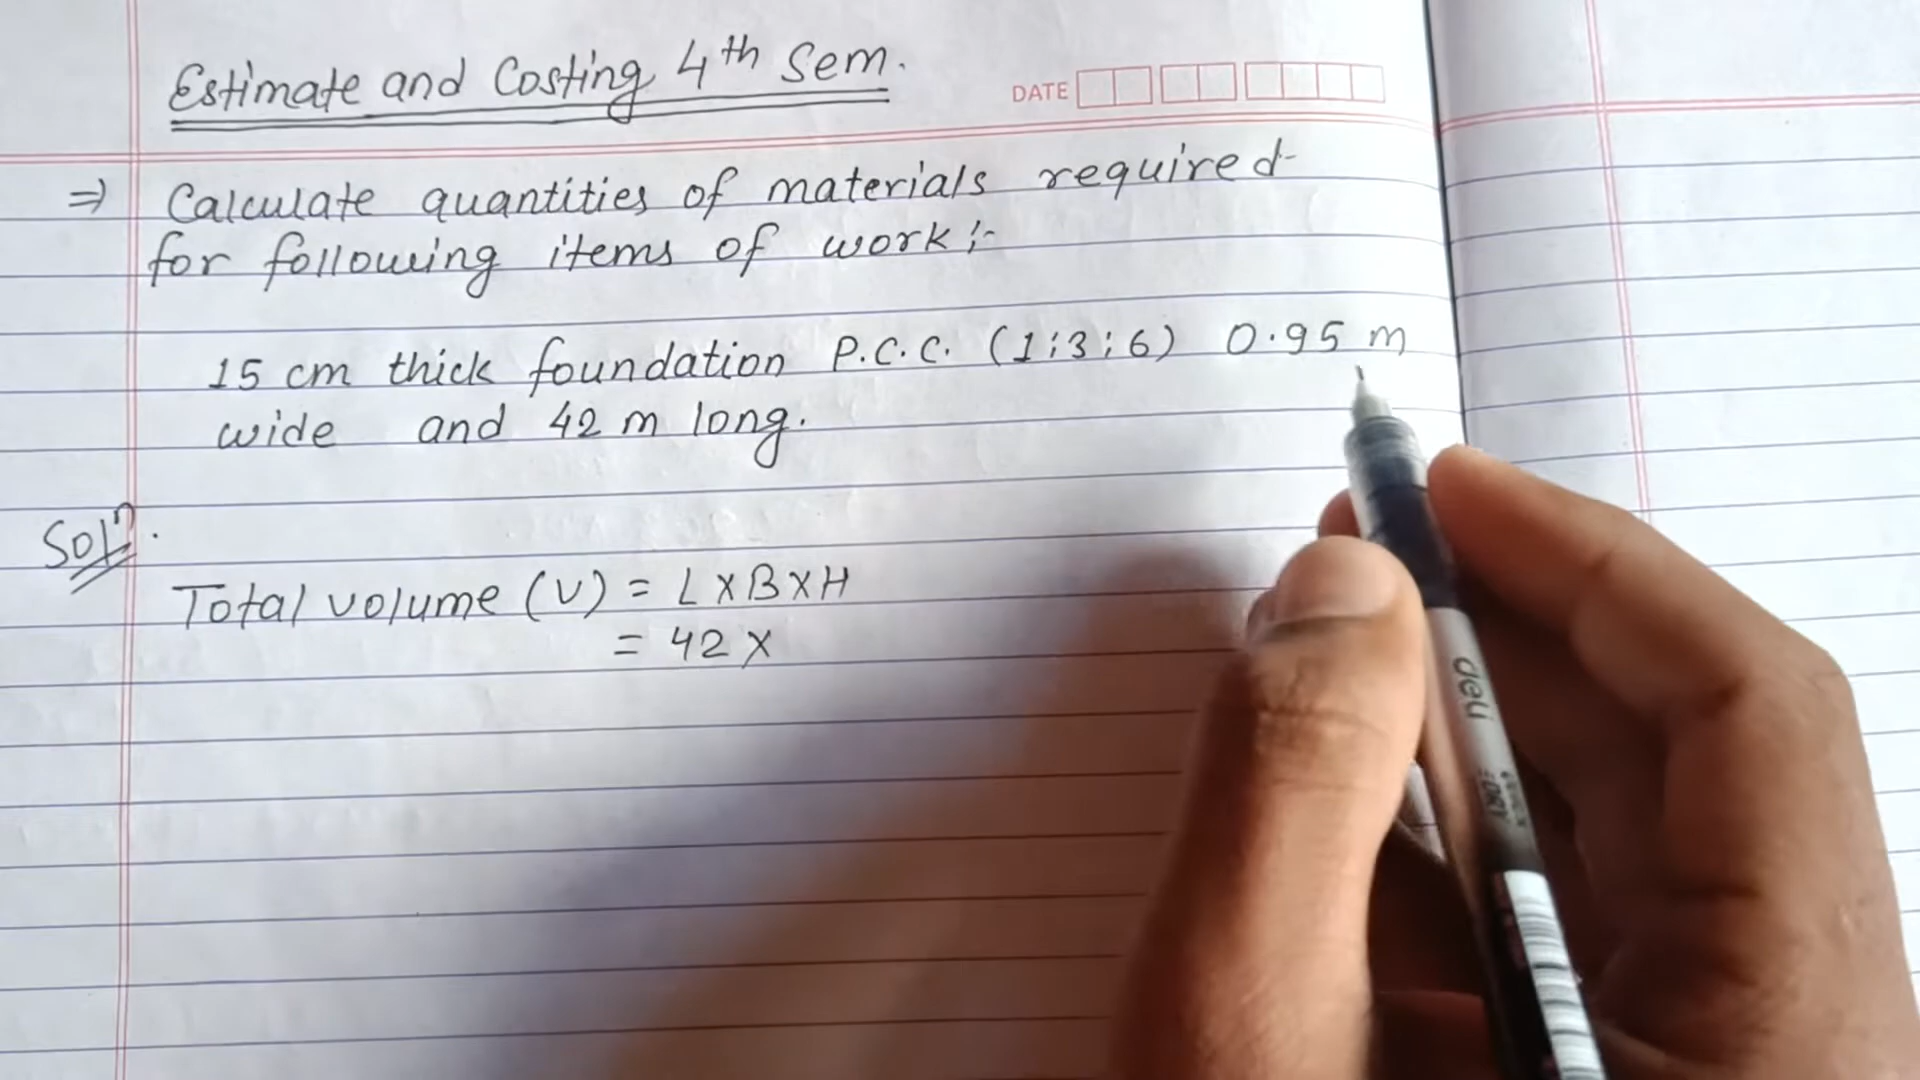 Estimate and Costing 4th Sem.
DATE
⇒ Calculate quantities of materials required
for following items of work:-
15 cm thick foundation P.C.C. (1:3:6) 0.95 m
wide and 42 m long.
Solⁿ.
Total volume (V) = L×B×H
= 42 ×
deli